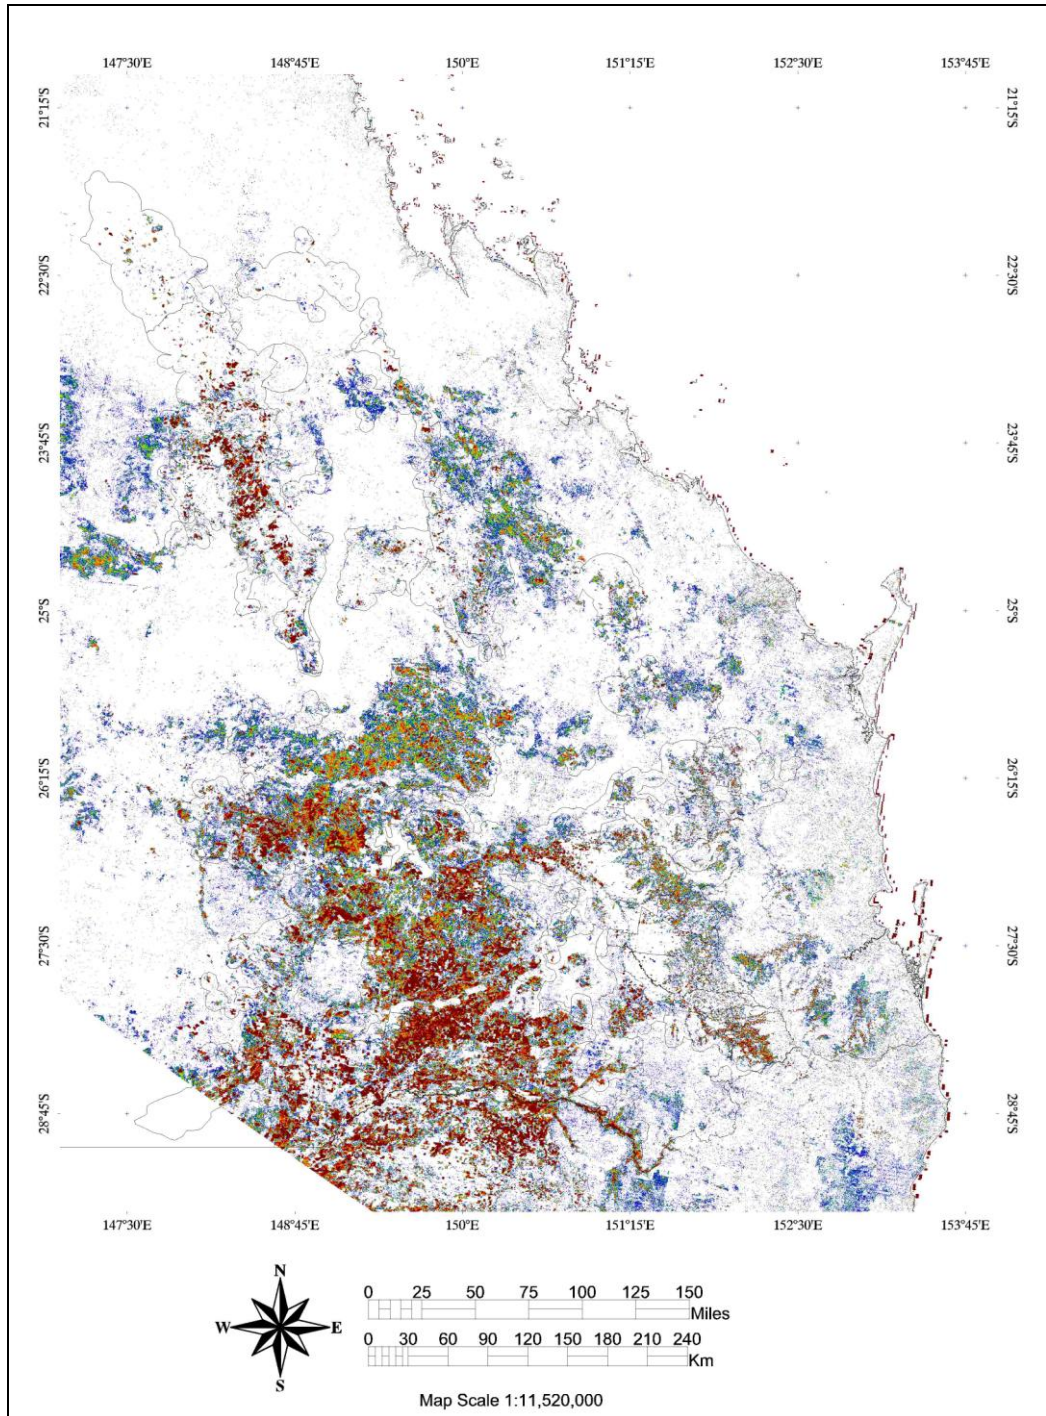 147°30'E 148°45'E 150°E 151°15'E 152°30'E 153°45'E
21°15'S 21°15'S
22°30'S 22°30'S
23°45'S 23°45'S
25°S 25°S
26°15'S 26°15'S
27°30'S 27°30'S
28°45'S 28°45'S
147°30'E 148°45'E 150°E 151°15'E 152°30'E 153°45'E
N
W E
S
0 25 50 75 100 125 150
Miles
0 30 60 90 120 150 180 210 240
Km
Map Scale 1:11,520,000